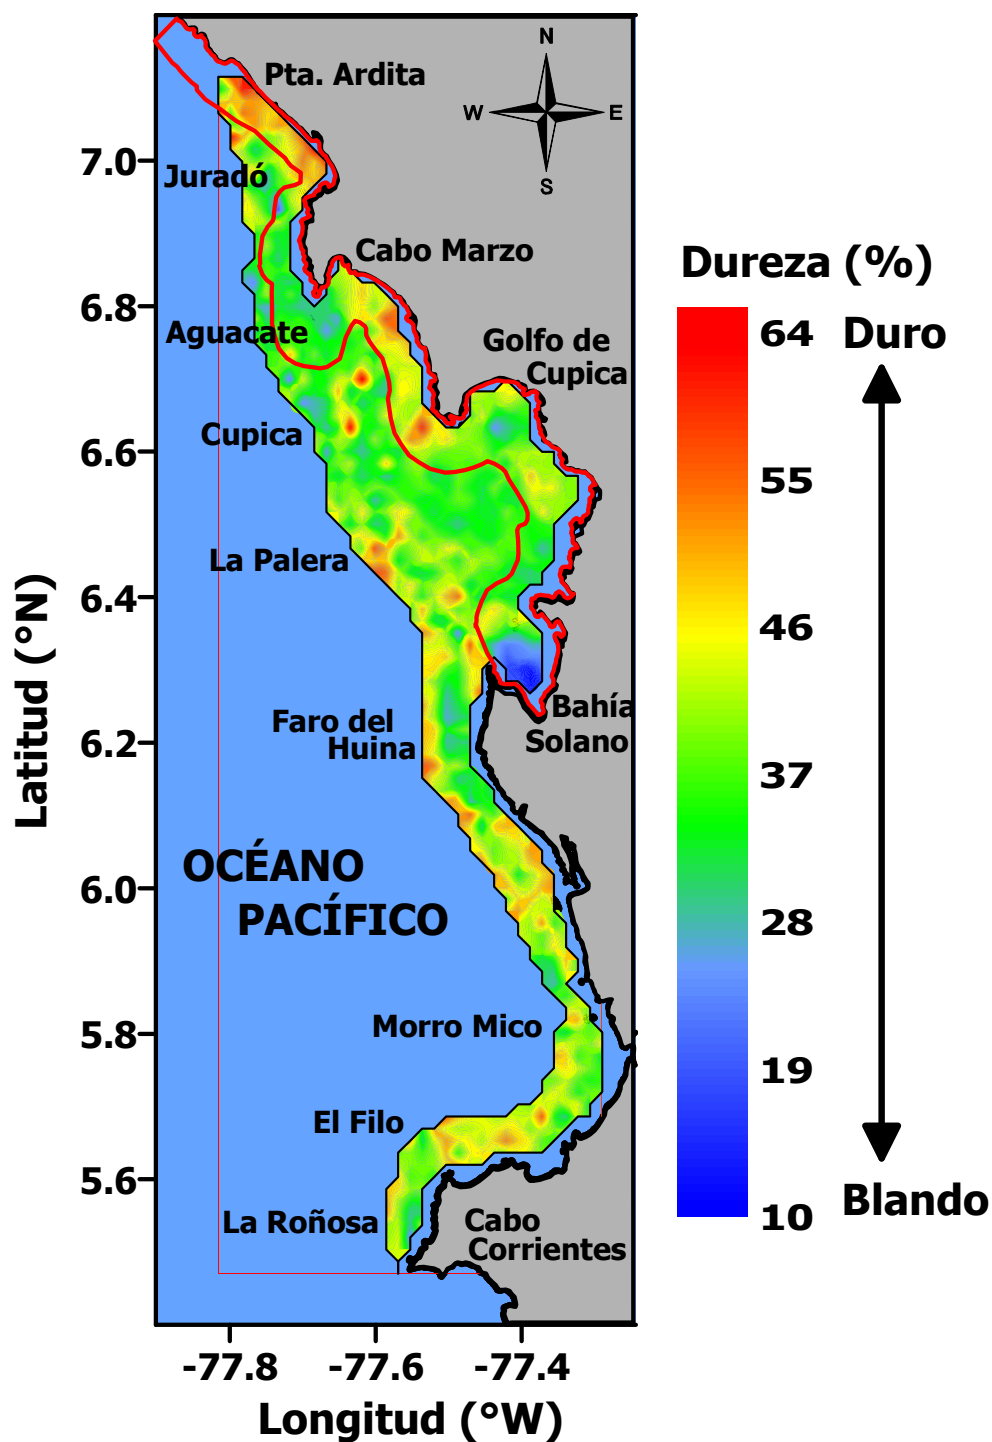 N
W
E
S
Pta. Ardita
7.0
Juradó
Cabo Marzo
Dureza (%)
6.8
Aguacate
Golfo de
Cupica
64
Duro
Cupica
6.6
55
La Palera
6.4
46
Latitud (°N)
Faro del
Huina
Bahía
Solano
6.2
37
OCÉANO
PACÍFICO
6.0
28
Morro Mico
5.8
19
El Filo
5.6
La Roñosa
Cabo
Corrientes
10
Blando
-77.8
-77.6
-77.4
Longitud (°W)